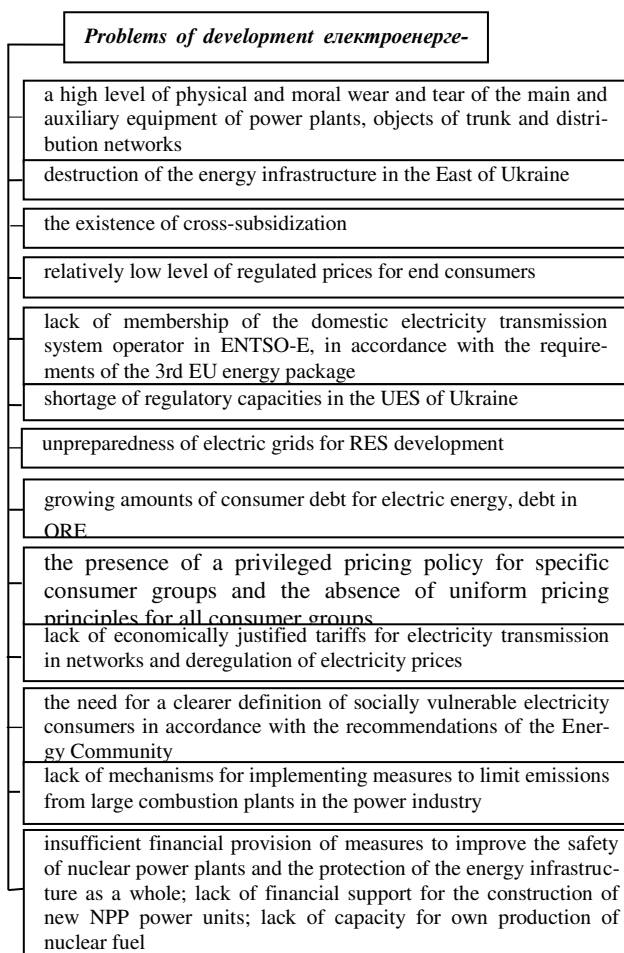 Problems of development електроенерге-
a high level of physical and moral wear and tear of the main and
auxiliary equipment of power plants, objects of trunk and distri-
bution networks
destruction of the energy infrastructure in the East of Ukraine
the existence of cross-subsidization
relatively low level of regulated prices for end consumers
lack of membership of the domestic electricity transmission
system operator in ENTSO-E, in accordance with the require-
ments of the 3rd EU energy package
shortage of regulatory capacities in the UES of Ukraine
unpreparedness of electric grids for RES development
growing amounts of consumer debt for electric energy, debt in
ORE
the presence of a privileged pricing policy for specific
consumer groups and the absence of uniform pricing
principles for all consumer groups
lack of economically justified tariffs for electricity transmission
in networks and deregulation of electricity prices
the need for a clearer definition of socially vulnerable electricity
consumers in accordance with the recommendations of the Ener-
gy Community
lack of mechanisms for implementing measures to limit emissions
from large combustion plants in the power industry
insufficient financial provision of measures to improve the safety
of nuclear power plants and the protection of the energy infrastruc-
ture as a whole; lack of financial support for the construction of
new NPP power units; lack of capacity for own production of
nuclear fuel